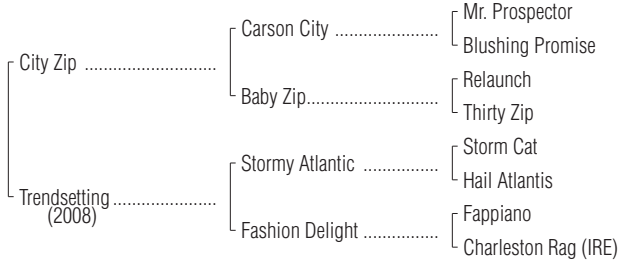 Mr. Prospector
Carson City ....................
Blushing Promise
City Zip .........................
Relaunch
Baby Zip.........................
Thirty Zip
Storm Cat
Stormy Atlantic ..............
Hail Atlantis
Trendsetting....................
(2008)
Fappiano
Fashion Delight ................
Charleston Rag (IRE)